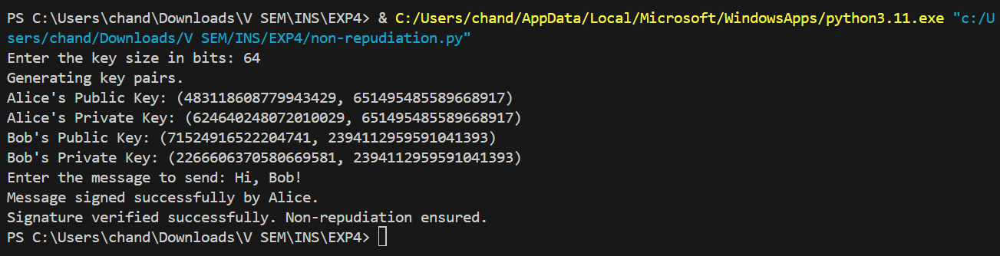 PS C:\Users\chand\Downloads\V SEM\INS\EXP4> & C:/Users/chand/AppData/Local/Microsoft/WindowsApps/python3.11.exe "c:/U
sers/chand/Downloads/V SEM/INS/EXP4/non-repudiation.py"
Enter the key size in bits: 64
Generating key pairs.
Alice's Public Key: (483118608779943429, 651495485589668917)
Alice's Private Key: (624640248072010029, 651495485589668917)
Bob's Public Key: (71524916522204741, 2394112959591041393)
Bob's Private Key: (2266606370580669581, 2394112959591041393)
Enter the message to send: Hi, Bob!
Message signed successfully by Alice.
Signature verified successfully. Non-repudiation ensured.
PS C:\Users\chand\Downloads\V SEM\INS\EXP4>